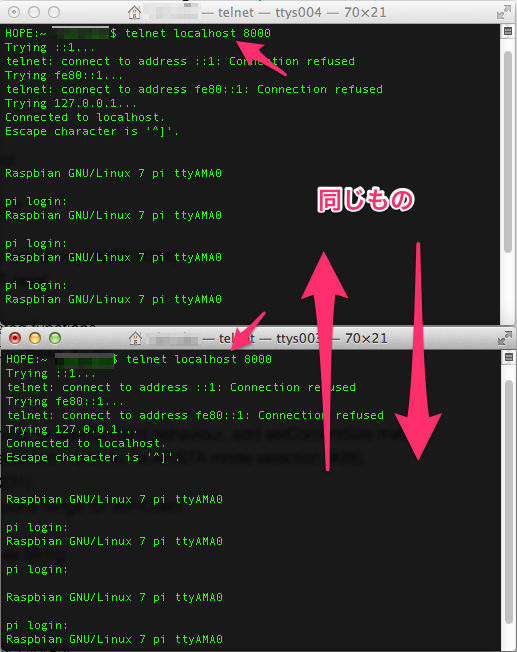 — telnet — ttys004 — 70×21
HOPE:~ $ telnet localhost 8000
Trying ::1...
telnet: connect to address ::1: Connection refused
Trying fe80::1...
telnet: connect to address fe80::1: Connection refused
Trying 127.0.0.1...
Connected to localhost.
Escape character is '^]'.
Raspbian GNU/Linux 7 pi ttyAMA0
pi login:
Raspbian GNU/Linux 7 pi ttyAMA0
同じもの
pi login:
Raspbian GNU/Linux 7 pi ttyAMA0
pi login:
Raspbian GNU/Linux 7 pi ttyAMA0
— telnet — ttys003 — 70×21
HOPE:~ $ telnet localhost 8000
Trying ::1...
telnet: connect to address ::1: Connection refused
Trying fe80::1...
telnet: connect to address fe80::1: Connection refused
Trying 127.0.0.1...
Connected to localhost.
Escape character is '^]'.
Raspbian GNU/Linux 7 pi ttyAMA0
pi login:
Raspbian GNU/Linux 7 pi ttyAMA0
pi login:
Raspbian GNU/Linux 7 pi ttyAMA0
pi login:
Raspbian GNU/Linux 7 pi ttyAMA0